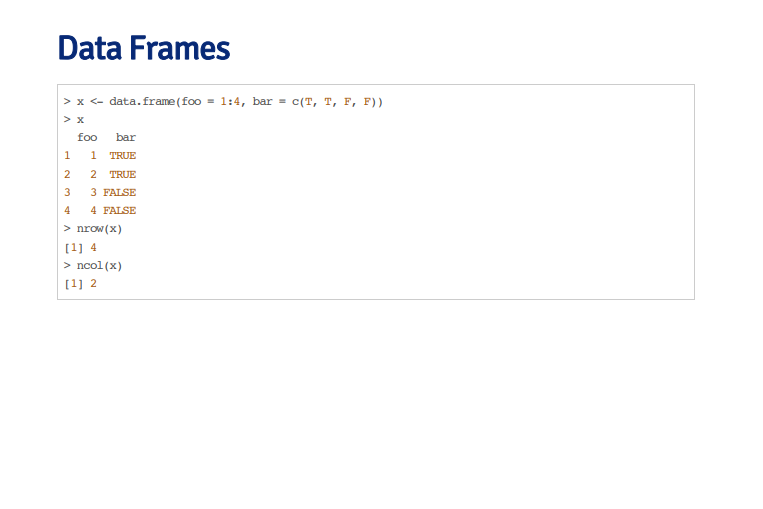 Data Frames
> x <- data.frame(foo = 1:4, bar = c(T, T, F, F))
> x
  foo   bar
1   1  TRUE
2   2  TRUE
3   3 FALSE
4   4 FALSE
> nrow(x)
[1] 4
> ncol(x)
[1] 2